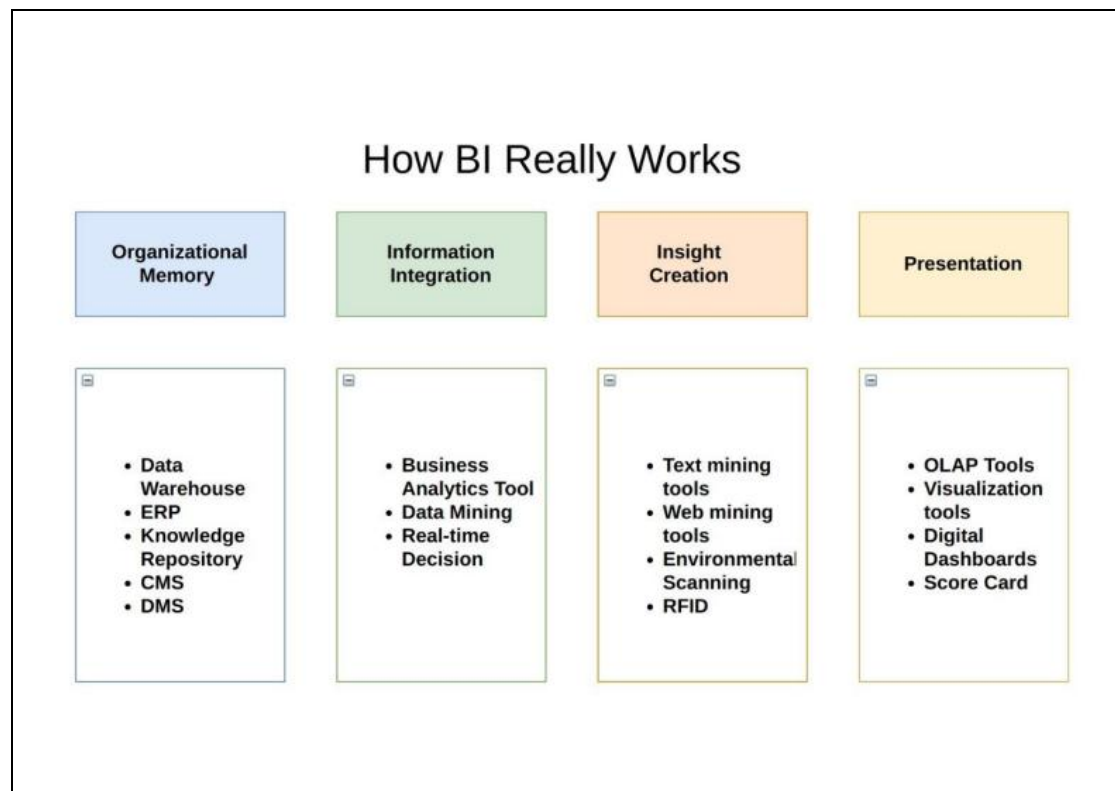 How BI Really Works
Organizational
Memory
Information
Integration
Insight
Creation
Presentation
• Data
Warehouse
• ERP
• Knowledge
Repository
• CMS
• DMS
• Business
Analytics Tool
• Data Mining
• Real-time
Decision
• Text mining
tools
• Web mining
tools
• Environmental
Scanning
• RFID
• OLAP Tools
• Visualization
tools
• Digital
Dashboards
• Score Card